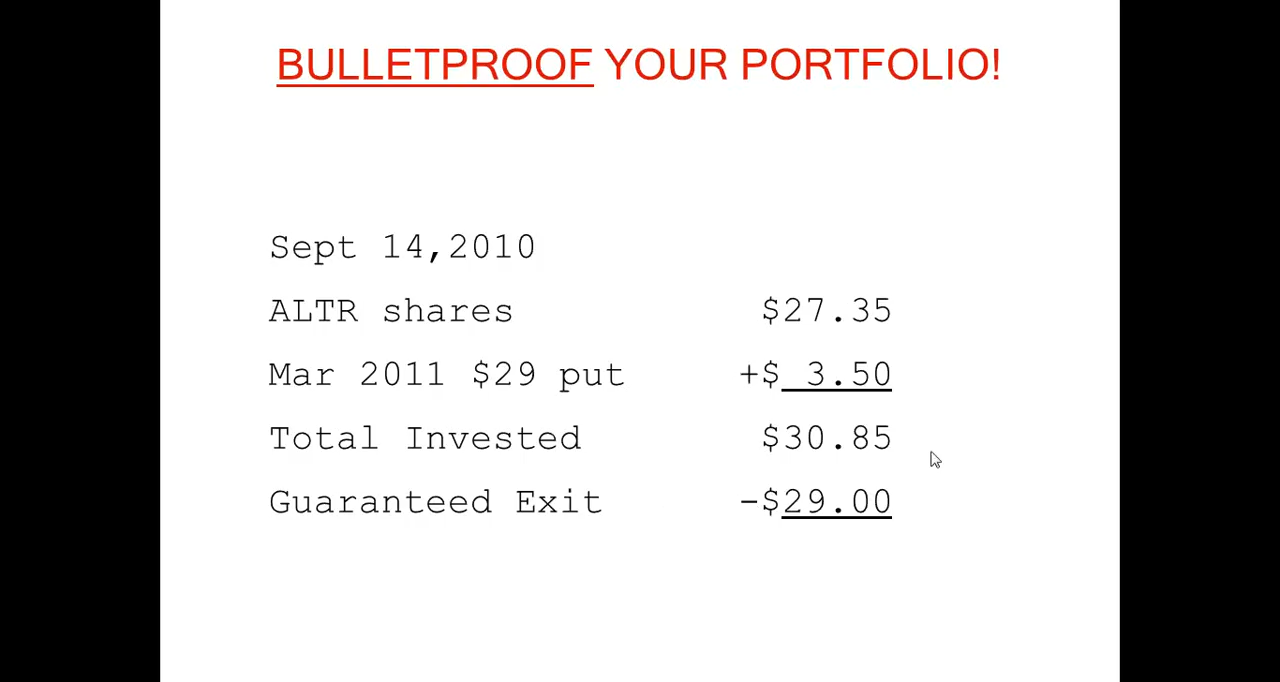 BULLETPROOF YOUR PORTFOLIO!
Sept 14,2010
ALTR shares $27.35
Mar 2011 $29 put +$ 3.50
Total Invested $30.85
Guaranteed Exit -$29.00